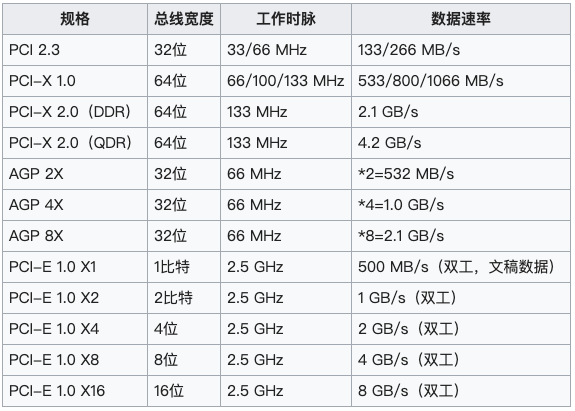 规格 总线宽度 工作时脉 数据速率
PCI 2.3 32位 33/66 MHz 133/266 MB/s
PCI-X 1.0 64位 66/100/133 MHz 533/800/1066 MB/s
PCI-X 2.0（DDR） 64位 133 MHz 2.1 GB/s
PCI-X 2.0（QDR） 64位 133 MHz 4.2 GB/s
AGP 2X 32位 66 MHz *2=532 MB/s
AGP 4X 32位 66 MHz *4=1.0 GB/s
AGP 8X 32位 66 MHz *8=2.1 GB/s
PCI-E 1.0 X1 1比特 2.5 GHz 500 MB/s（双工，文稿数据）
PCI-E 1.0 X2 2比特 2.5 GHz 1 GB/s（双工）
PCI-E 1.0 X4 4位 2.5 GHz 2 GB/s（双工）
PCI-E 1.0 X8 8位 2.5 GHz 4 GB/s（双工）
PCI-E 1.0 X16 16位 2.5 GHz 8 GB/s（双工）